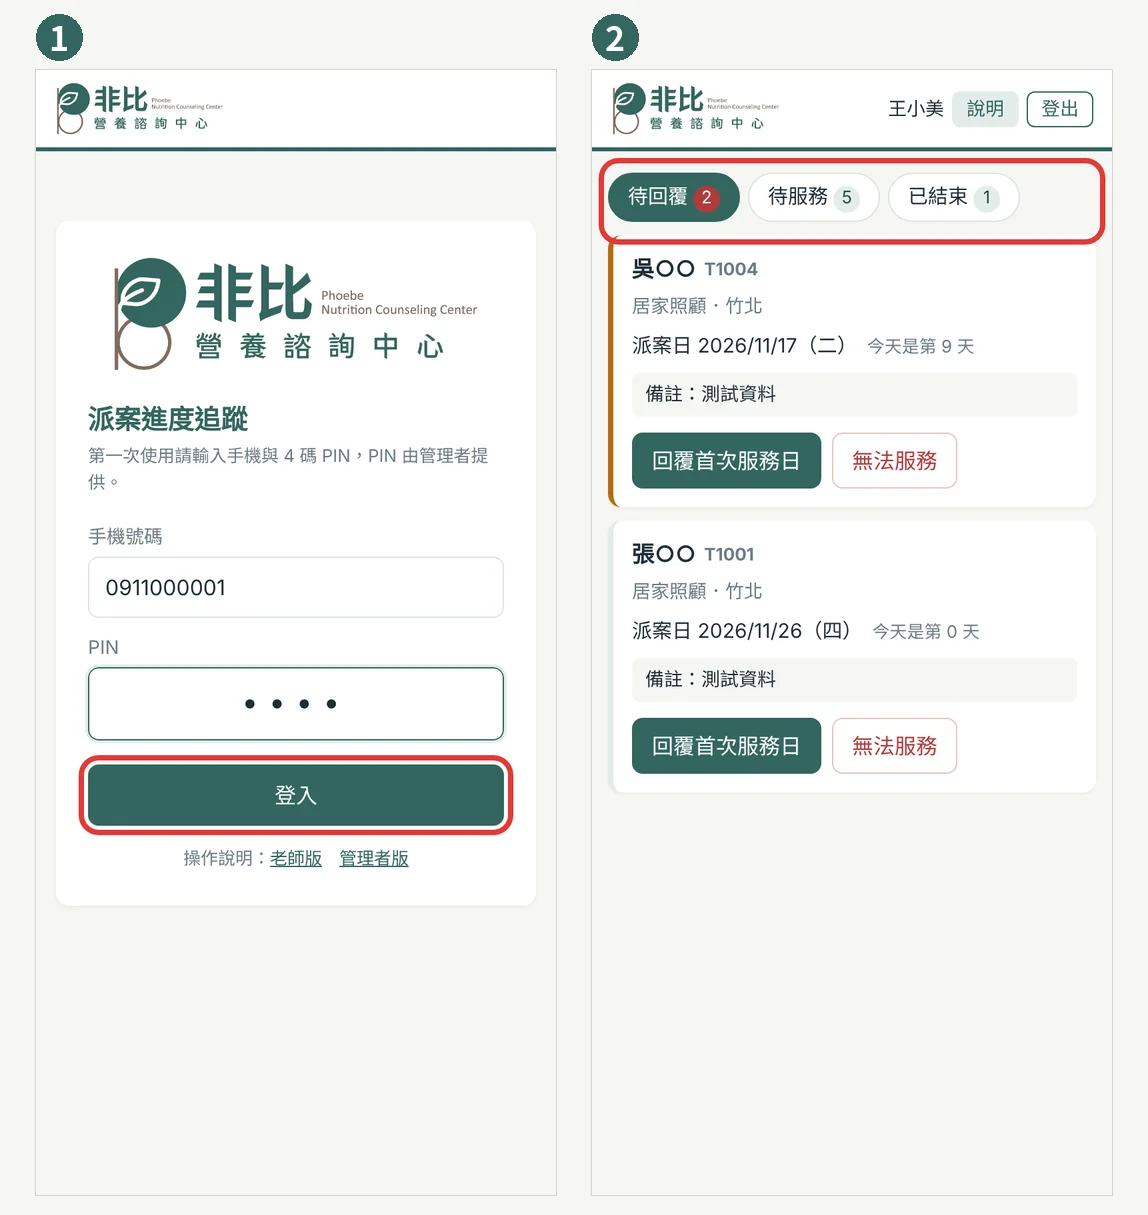 1
非比
Phoebe
Nutrition Counseling Center
營養諮詢中心
非比
Phoebe
Nutrition Counseling Center
營養諮詢中心
派案進度追蹤
第一次使用請輸入手機與 4 碼 PIN，PIN 由管理者提
供。
手機號碼
0911000001
PIN
••••
登入
操作說明：老師版 管理者版
2
非比
Phoebe
Nutrition Counseling Center
營養諮詢中心
王小美 說明 登出
待回覆 2 待服務 5 已結束 1
吳〇〇 T1004
居家照顧・竹北
派案日 2026/11/17（二） 今天是第 9 天
備註：測試資料
回覆首次服務日 無法服務
張〇〇 T1001
居家照顧・竹北
派案日 2026/11/26（四） 今天是第 0 天
備註：測試資料
回覆首次服務日 無法服務